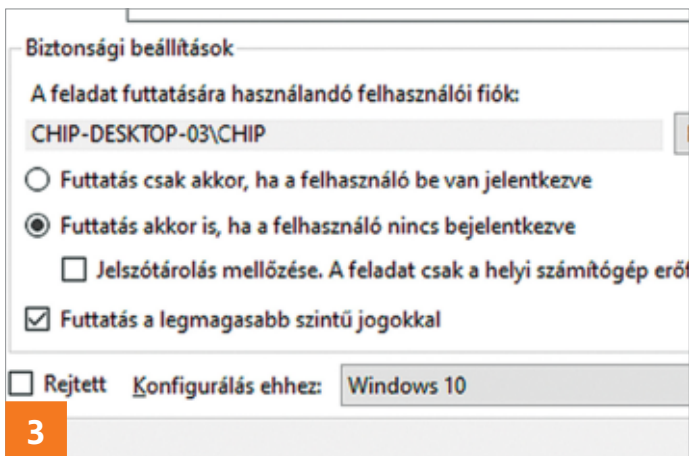 Biztonsági beállítások
A feladat futtatására használandó felhasználói fiók:
CHIP-DESKTOP-03\CHIP
Futtatás csak akkor, ha a felhasználó be van jelentkezve
Futtatás akkor is, ha a felhasználó nincs bejelentkezve
Jelszótárolás mellőzése. A feladat csak a helyi számítógép
Futtatás a legmagasabb szintű jogokkal
Rejtett Konfigurálás ehhez: Windows 10
3